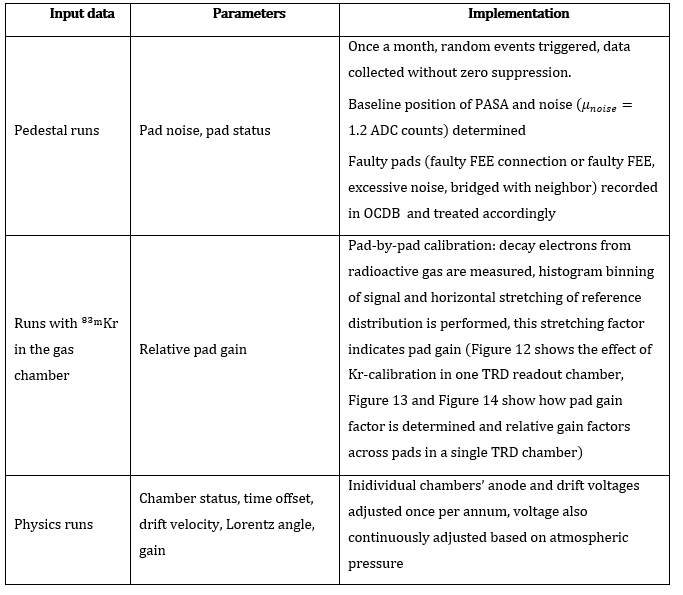 Input data
Parameters
Implementation
Pedestal runs
Pad noise, pad status
Once a month, random events triggered, data
collected without zero suppression.
Baseline position of PASA and noise (μ_noise =
1.2 ADC counts) determined
Faulty pads (faulty FEE connection or faulty FEE,
excessive noise, bridged with neighbor) recorded
in OCDB and treated accordingly
Runs with ⁸³ᵐKr
in the gas
chamber
Relative pad gain
Pad-by-pad calibration: decay electrons from
radioactive gas are measured, histogram binning
of signal and horizontal stretching of reference
distribution is performed, this stretching factor
indicates pad gain (Figure 12 shows the effect of
Kr-calibration in one TRD readout chamber,
Figure 13 and Figure 14 show how pad gain
factor is determined and relative gain factors
across pads in a single TRD chamber)
Physics runs
Chamber status, time offset,
drift velocity, Lorentz angle,
gain
Inidividual chambers’ anode and drift voltages
adjusted once per annum, voltage also
continuously adjusted based on atmospheric
pressure